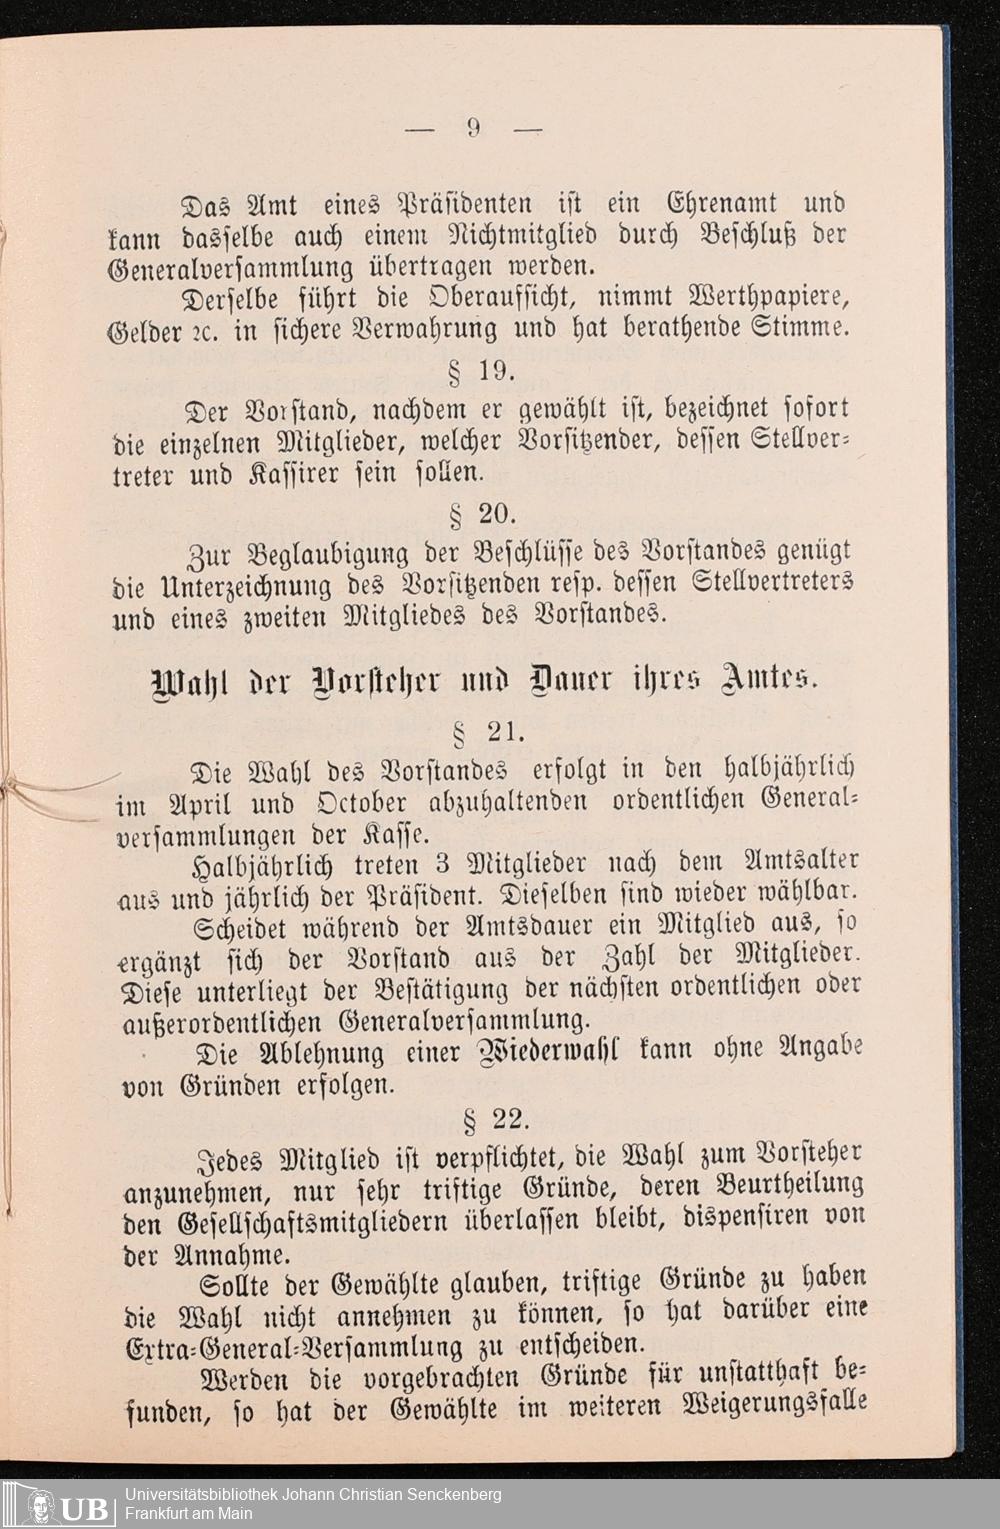 — 9 —
Das Amt eines Präsidenten ist ein Ehrenamt und
kann dasselbe auch einem Nichtmitglied durch Beschluß der
Generalversammlung übertragen werden.
Derselbe führt die Oberaufsicht, nimmt Werthpapiere,
Gelder ꝛc. in sichere Verwahrung und hat berathende Stimme.
§ 19.
Der Vorstand, nachdem er gewählt ist, bezeichnet sofort
die einzelnen Mitglieder, welcher Vorsitzender, dessen Stellver-
treter und Kassirer sein sollen.
§ 20.
Zur Beglaubigung der Beschlüsse des Vorstandes genügt
die Unterzeichnung des Vorsitzenden resp. dessen Stellvertreters
und eines zweiten Mitgliedes des Vorstandes.
Wahl der Vorsteher und Dauer ihres Amtes.
§ 21.
Die Wahl des Vorstandes erfolgt in den halbjährlich
im April und October abzuhaltenden ordentlichen General-
versammlungen der Kasse.
Halbjährlich treten 3 Mitglieder nach dem Amtsalter
aus und jährlich der Präsident. Dieselben sind wieder wählbar.
Scheidet während der Amtsdauer ein Mitglied aus, so
ergänzt sich der Vorstand aus der Zahl der Mitglieder.
Diese unterliegt der Bestätigung der nächsten ordentlichen oder
außerordentlichen Generalversammlung.
Die Ablehnung einer Wiederwahl kann ohne Angabe
von Gründen erfolgen.
§ 22.
Jedes Mitglied ist verpflichtet, die Wahl zum Vorsteher
anzunehmen, nur sehr triftige Gründe, deren Beurtheilung
den Gesellschaftsmitgliedern überlassen bleibt, dispensiren von
der Annahme.
Sollte der Gewählte glauben, triftige Gründe zu haben
die Wahl nicht annehmen zu können, so hat darüber eine
Extra-General-Versammlung zu entscheiden.
Werden die vorgebrachten Gründe für unstatthaft be-
funden, so hat der Gewählte im weiteren Weigerungsfalle
UB
Universitätsbibliothek Johann Christian Senckenberg
Frankfurt am Main